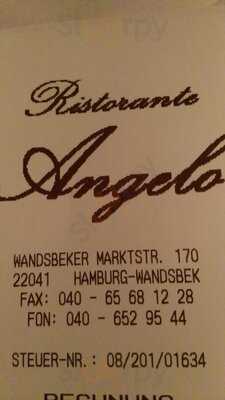 Ristorante
Angelo
WANDSBEKER MARKTSTR. 170
22041 HAMBURG-WANDSBEK
FAX: 040 - 65 68 12 28
FON: 040 - 652 95 44
STEUER-NR.: 08/201/01634
RECHNUNG